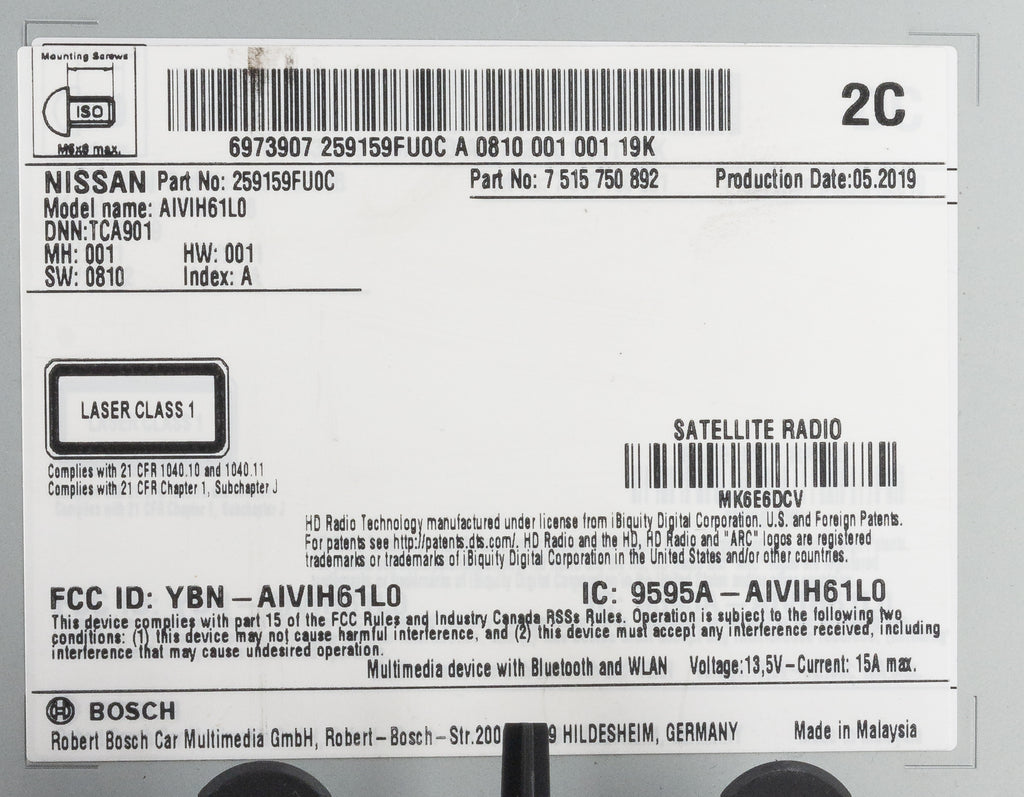 Mounting Screws
ISO
M5x8 max.
2C
6973907 259159FU0C A 0810 001 001 19K
NISSAN Part No: 259159FU0C Part No: 7 515 750 892 Production Date:05.2019
Model name: AIVIH61L0
DNN:TCA901
MH: 001 HW: 001
SW: 0810 Index: A
LASER CLASS 1
Complies with 21 CFR 1040.10 and 1040.11
Complies with 21 CFR Chapter 1, Subchapter J
SATELLITE RADIO
MK6E6DCV
HD Radio Technology manufactured under license from iBiquity Digital Corporation. U.S. and Foreign Patents.
For patents see http://patents.dts.com/. HD Radio and the HD, HD Radio and "ARC" logos are registered
trademarks or trademarks of iBiquity Digital Corporation in the United States and/or other countries.
FCC ID: YBN-AIVIH61L0 IC: 9595A-AIVIH61L0
This device complies with part 15 of the FCC Rules and Industry Canada RSSs Rules. Operation is subject to the following two
conditions: (1) this device may not cause harmful interference, and (2) this device must accept any interference received, including
interference that may cause undesired operation.
Multimedia device with Bluetooth and WLAN Voltage:13,5V-Current: 15A max.
BOSCH
Robert Bosch Car Multimedia GmbH, Robert-Bosch-Str.200 9 HILDESHEIM, GERMANY Made in Malaysia